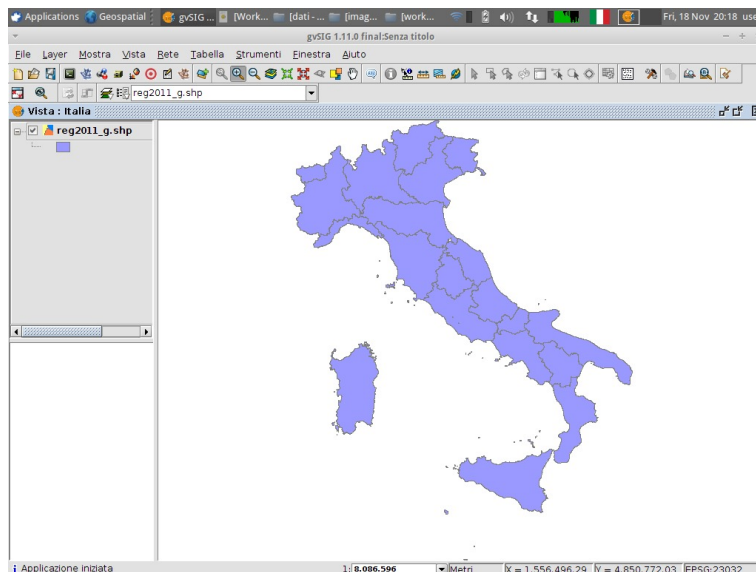 Applications Geospatial gvSIG ... [Work... [dati - ... [imag... [work... Fri, 18 Nov 20:18 use
gvSIG 1.11.0 final:Senza titolo
File Layer Mostra Vista Rete Tabella Strumenti Finestra Aiuto
reg2011_g.shp
Vista : Italia
reg2011_g.shp
Applicazione iniziata 1: 8.086.596 Metri X = 1.556.496,29 Y = 4.850.772,03 EPSG:23032